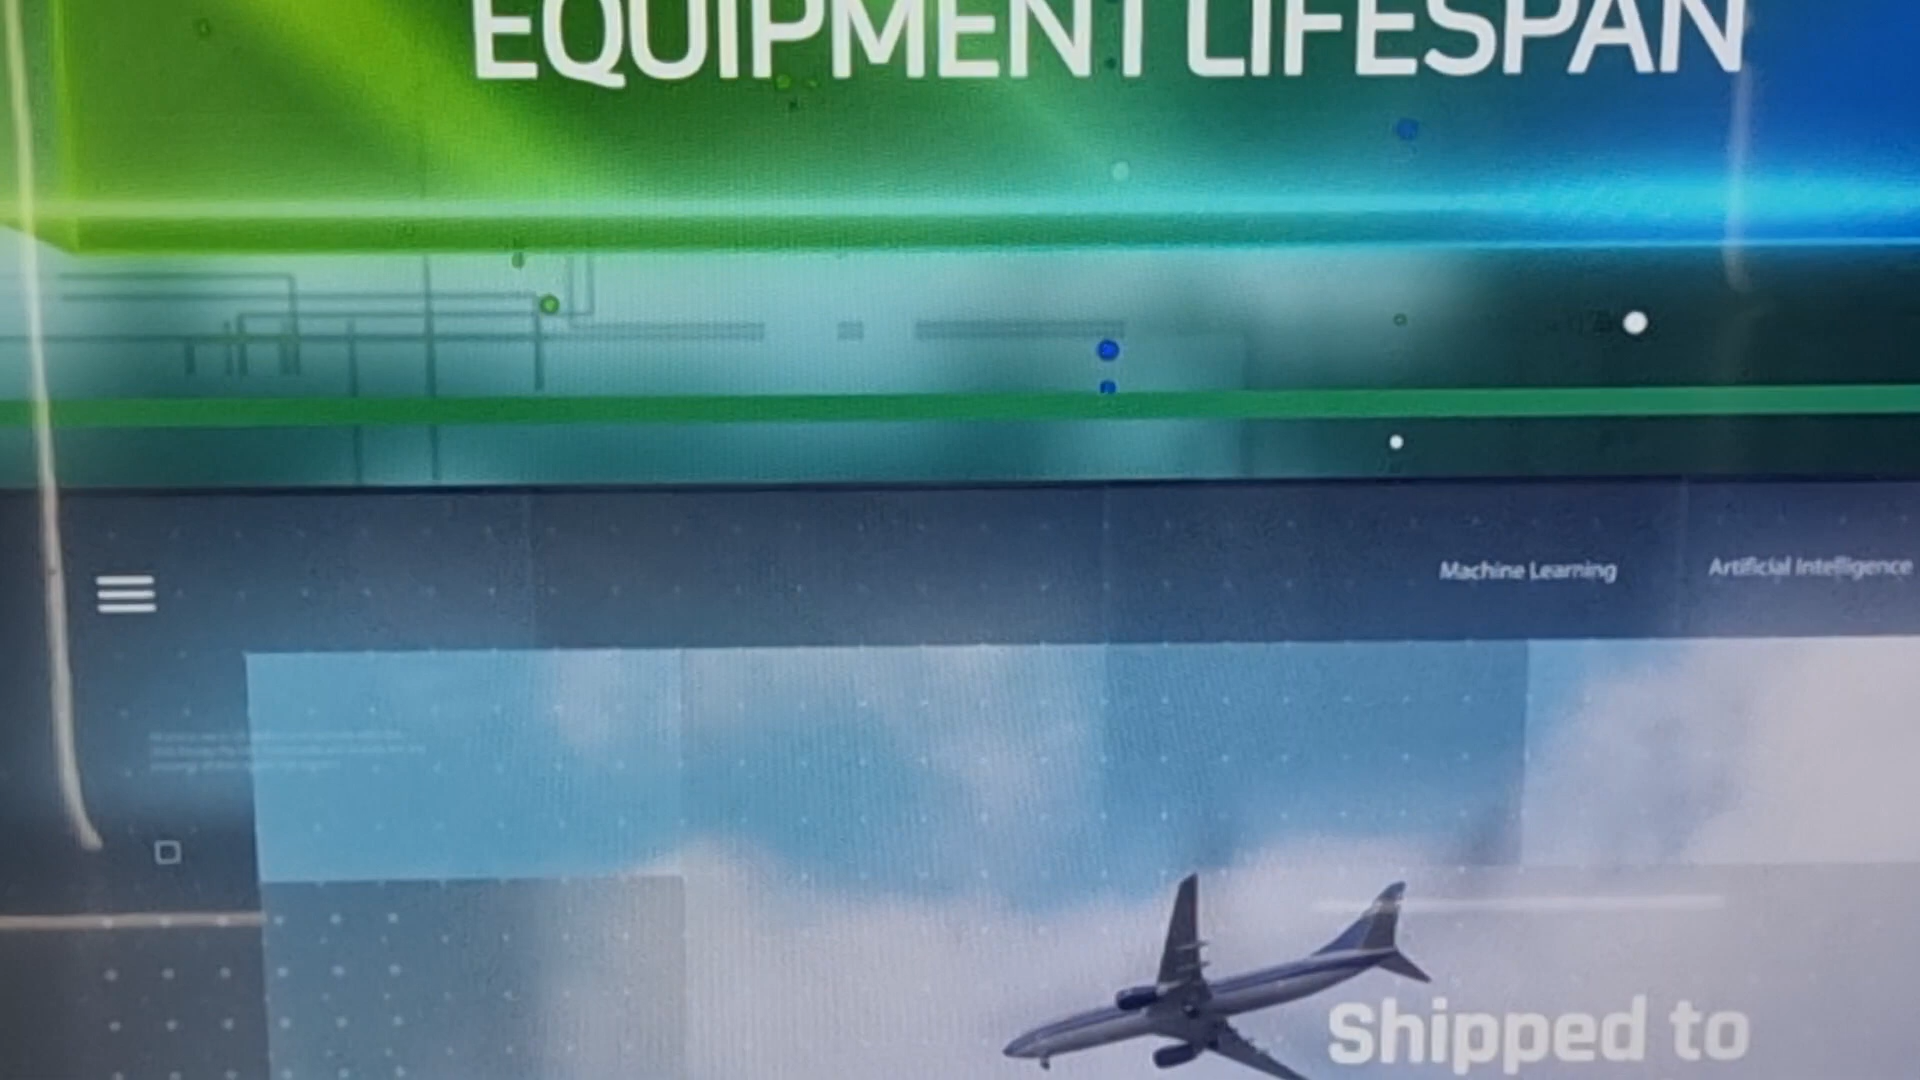 EQUIPMENT LIFESPAN
Machine Learning
Artificial Intelligence
Shipped to